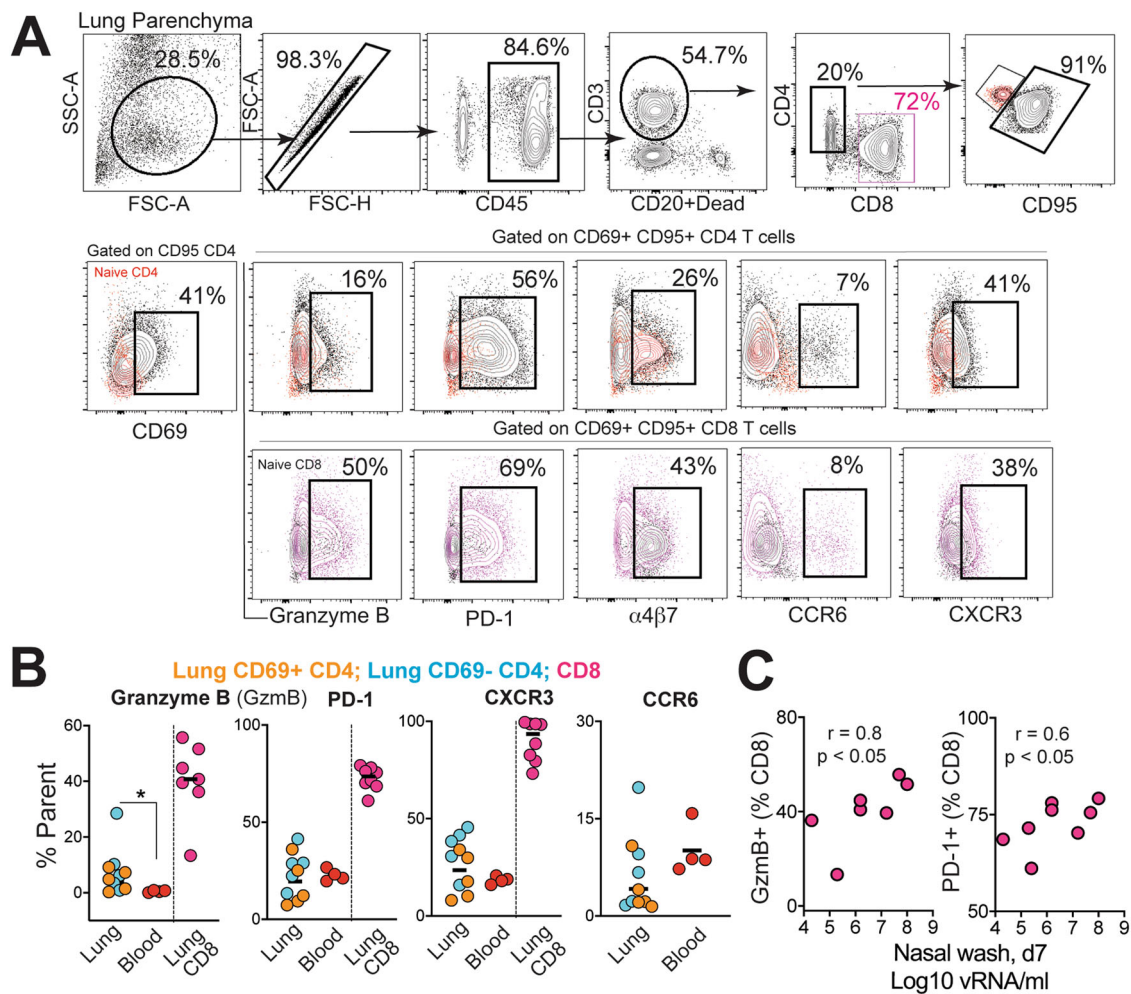 A
Lung Parenchyma
28.5%
98.3%
84.6%
54.7%
20%
72%
91%
SSC-A
FSC-A
CD3
CD4
FSC-A
FSC-H
CD45
CD20+Dead
CD8
CD95
Gated on CD95 CD4
Gated on CD69+ CD95+ CD4 T cells
Naive CD4
41%
16%
56%
26%
7%
41%
CD69
Gated on CD69+ CD95+ CD8 T cells
Naive CD8
50%
69%
43%
8%
38%
Granzyme B
PD-1
α4β7
CCR6
CXCR3
B
Lung CD69+ CD4; Lung CD69- CD4; CD8
Granzyme B (GzmB)
PD-1
CXCR3
CCR6
% Parent
60
40
20
0
100
50
0
100
50
0
30
15
0
Lung
Blood
Lung CD8
Lung
Blood
Lung CD8
Lung
Blood
Lung CD8
Lung
Blood
*
C
GzmB+ (% CD8)
r = 0.8
p < 0.05
80
40
0
4 5 6 7 8 9
PD-1+ (% CD8)
r = 0.6
p < 0.05
100
75
50
4 5 6 7 8 9
Nasal wash, d7
Log10 vRNA/ml